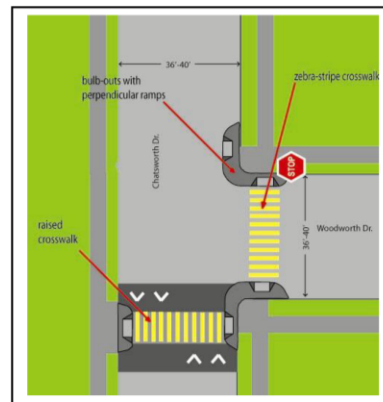 36'-40'
bulb-outs with
perpendicular ramps
zebra-stripe crosswalk
Chatsworth Dr.
STOP
36'-40'
Woodworth Dr.
raised
crosswalk